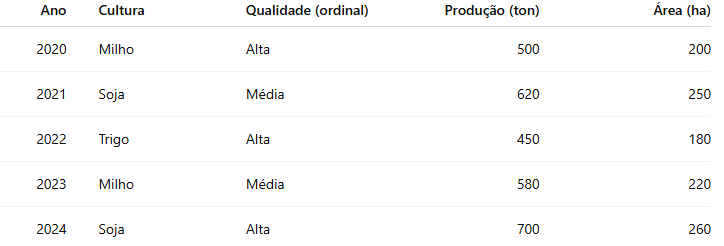 Ano Cultura Qualidade (ordinal) Produção (ton) Área (ha)
2020 Milho Alta 500 200
2021 Soja Média 620 250
2022 Trigo Alta 450 180
2023 Milho Média 580 220
2024 Soja Alta 700 260